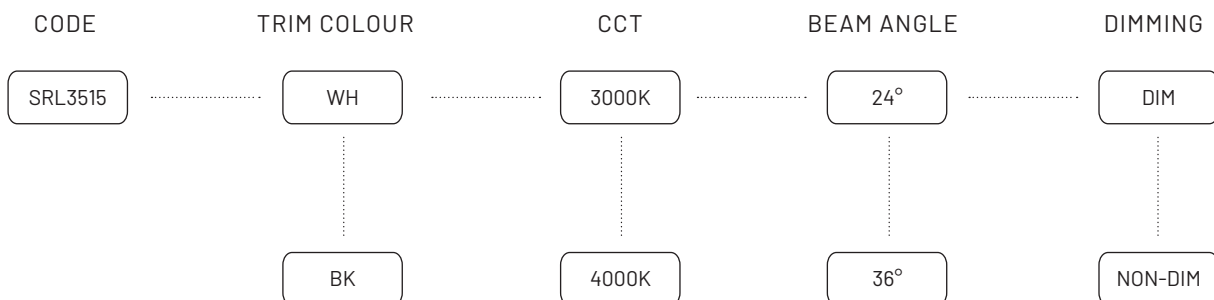 CODE TRIM COLOUR CCT BEAM ANGLE DIMMING
SRL3515 WH 3000K 24° DIM
BK 4000K 36° NON-DIM